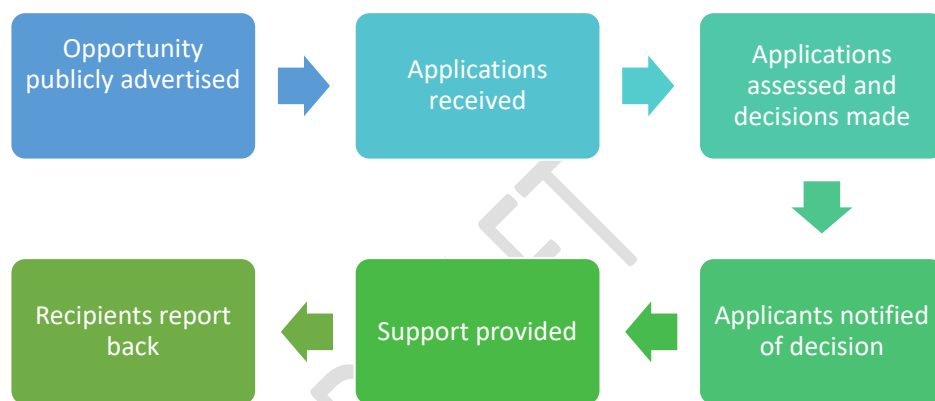 Opportunity
publicly advertised
Applications
received
Applications
assessed and
decisions made
Applicants notified
of decision
Support provided
Recipients report
back